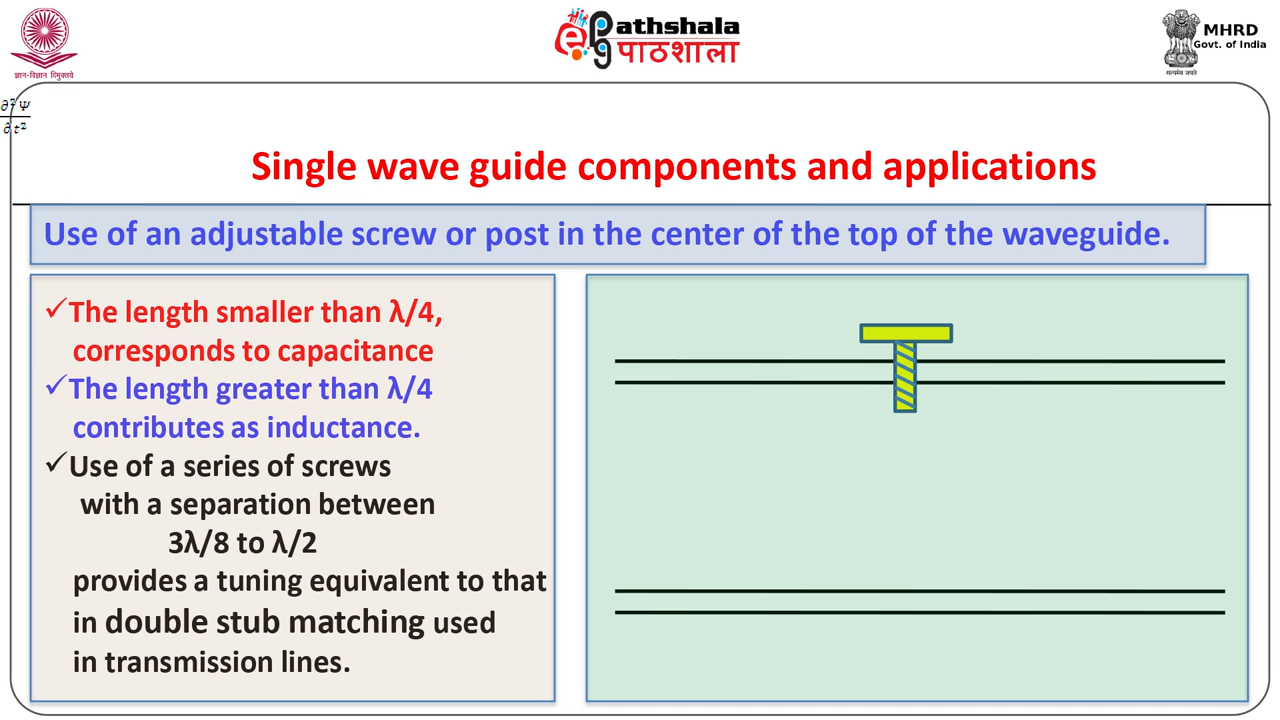 ज्ञान-विज्ञान विमुक्तये
ePathshala
पाठशाला
MHRD
Govt. of India
सत्यमेव जयते
∂²Ψ
∂t²
Single wave guide components and applications
Use of an adjustable screw or post in the center of the top of the waveguide.
✓The length smaller than λ/4,
corresponds to capacitance
✓The length greater than λ/4
contributes as inductance.
✓Use of a series of screws
with a separation between
3λ/8 to λ/2
provides a tuning equivalent to that
in double stub matching used
in transmission lines.